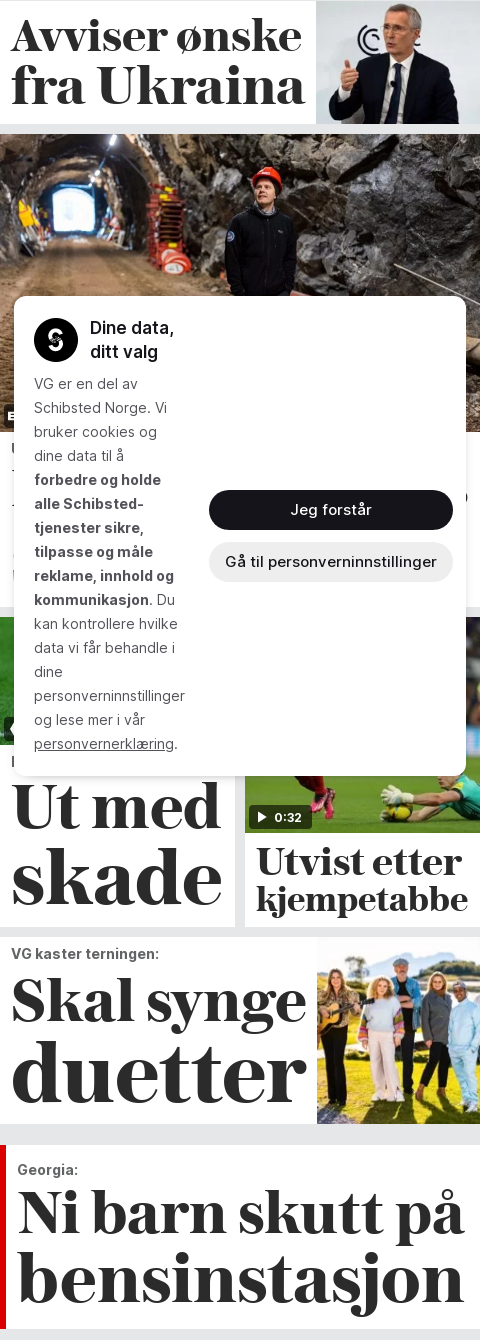 Avviser ønske
fra Ukraina
Dine data,
ditt valg
VG er en del av
Schibsted Norge. Vi
bruker cookies og
dine data til å
forbedre og holde
alle Schibsted-
tjenester sikre,
tilpasse og måle
reklame, innhold og
kommunikasjon. Du
kan kontrollere hvilke
data vi får behandle i
dine
personverninnstillinger
og lese mer i vår
personvernerklæring.
Jeg forstår
Gå til personverninnstillinger
Ut med
skade
0:32
Utvist etter
kjempetabbe
VG kaster terningen:
Skal synge
duetter
Georgia:
Ni barn skutt på
bensinstasjon